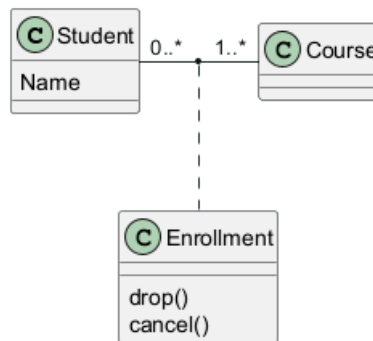 C Student
0..*
1..*
C Course
Name
C Enrollment
drop()
cancel()